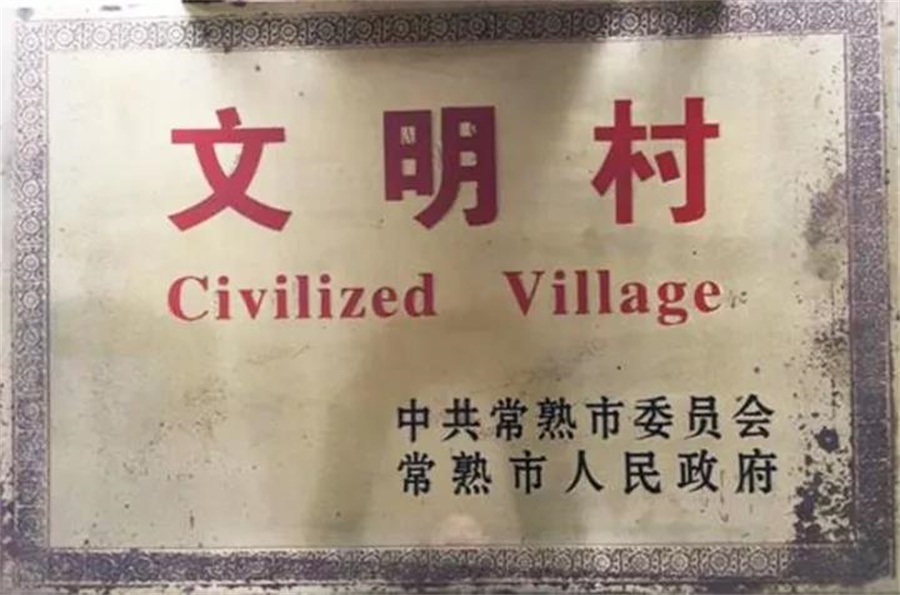 文明村
Civilized Village
中共常熟市委员会
常熟市人民政府